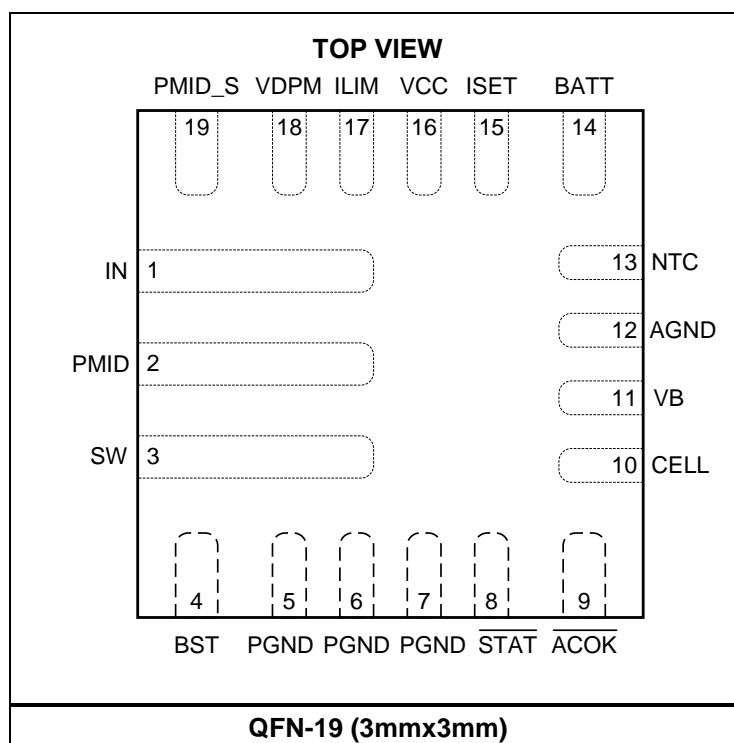 TOP VIEW
PMID_S VDPM ILIM VCC ISET BATT
19 18 17 16 15 14
IN 1 13 NTC
12 AGND
PMID 2
11 VB
SW 3 10 CELL
4 5 6 7 8 9
BST PGND PGND PGND STAT ACOK
QFN-19 (3mmx3mm)